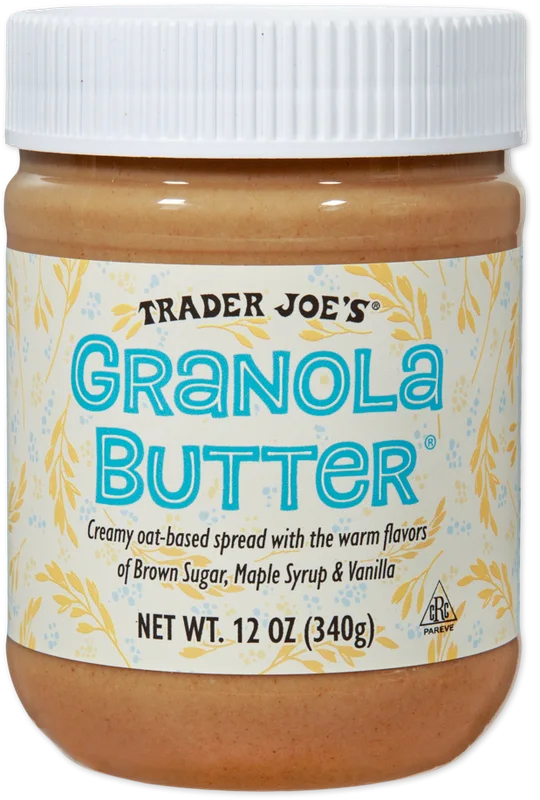 TRADER JOE'S®
GRaNOLa
BUTTeR®
Creamy oat-based spread with the warm flavors
of Brown Sugar, Maple Syrup & Vanilla
NET WT. 12 OZ (340g)
CRC
PAREVE